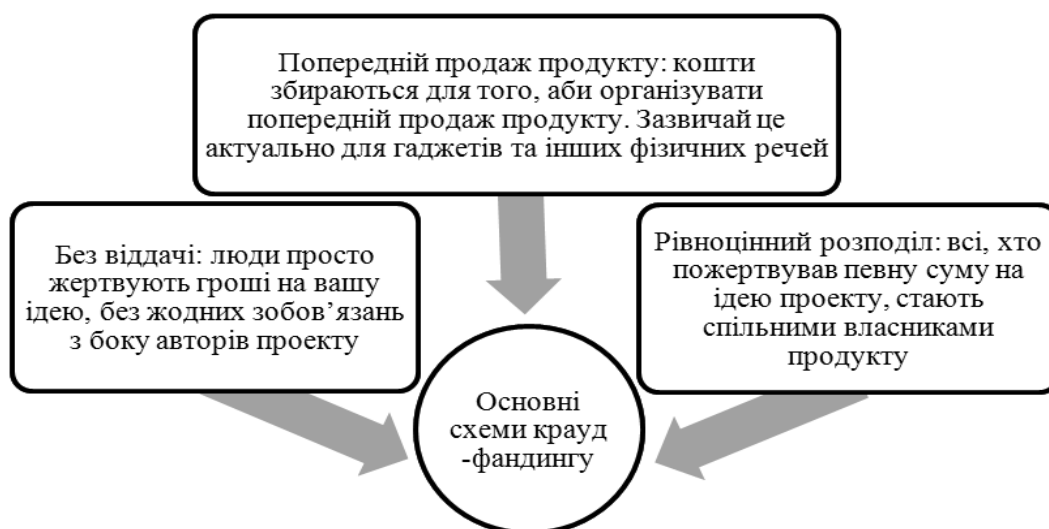 Попередній продаж продукту: кошти
збираються для того, аби організувати
попередній продаж продукту. Зазвичай це
актуально для гаджетів та інших фізичних речей
Без віддачі: люди просто
жертвують гроші на вашу
ідею, без жодних зобов’язань
з боку авторів проекту
Рівноцінний розподіл: всі, хто
пожертвував певну суму на
ідею проекту, стають
спільними власниками
продукту
Основні
схеми крауд
-фандингу